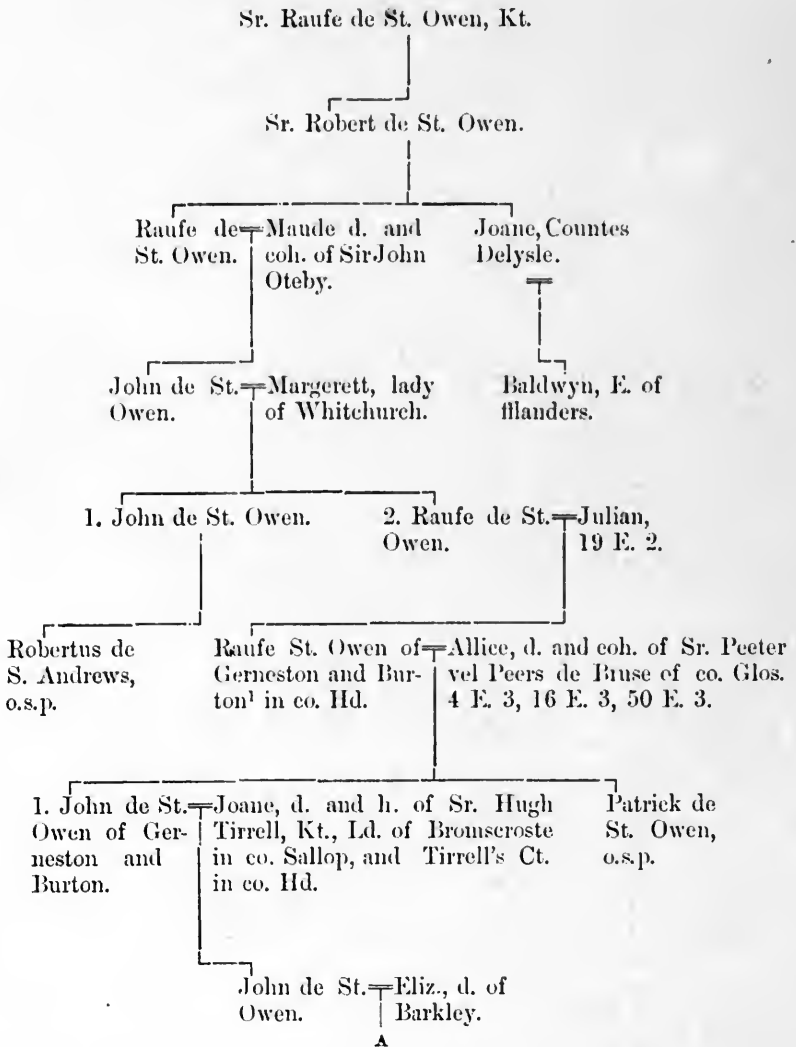 Sr. Raufe de St. Owen, Kt.
Sr. Robert de St. Owen.
Raufe de
St. Owen.
Maude d. and
coh. of Sir John
Oteby.
Joane, Countes
Delysle.
John de St.
Owen.
Margerett, lady
of Whitchurch.
Baldwyn, E. of
fflanders.
1. John de St. Owen.
2. Raufe de St.
Owen.
Julian,
19 E. 2.
Robertus de
S. Andrews,
o.s.p.
Raufe St. Owen of
Gerneston and Bur-
ton¹ in co. Hd.
Allice, d. and coh. of Sr. Peeter
vel Peers de Bruse of co. Glos.
4 E. 3, 16 E. 3, 50 E. 3.
1. John de St.
Owen of Ger-
neston and
Burton.
Joane, d. and h. of Sr. Hugh
Tirrell, Kt., Ld. of Bromscroste
in co. Sallop, and Tirrell's Ct.
in co. Hd.
Patrick de
St. Owen,
o.s.p.
John de St.
Owen.
Eliz., d. of
Barkley.
A